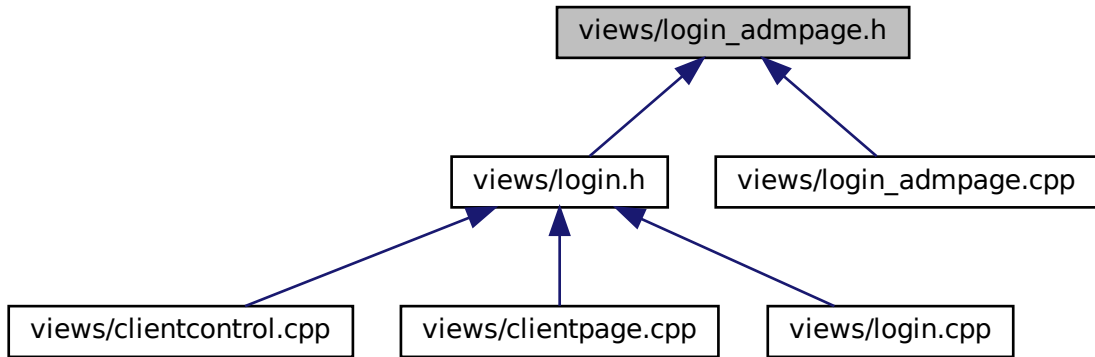 views/login_admpage.h
views/login.h
views/login_admpage.cpp
views/clientcontrol.cpp
views/clientpage.cpp
views/login.cpp